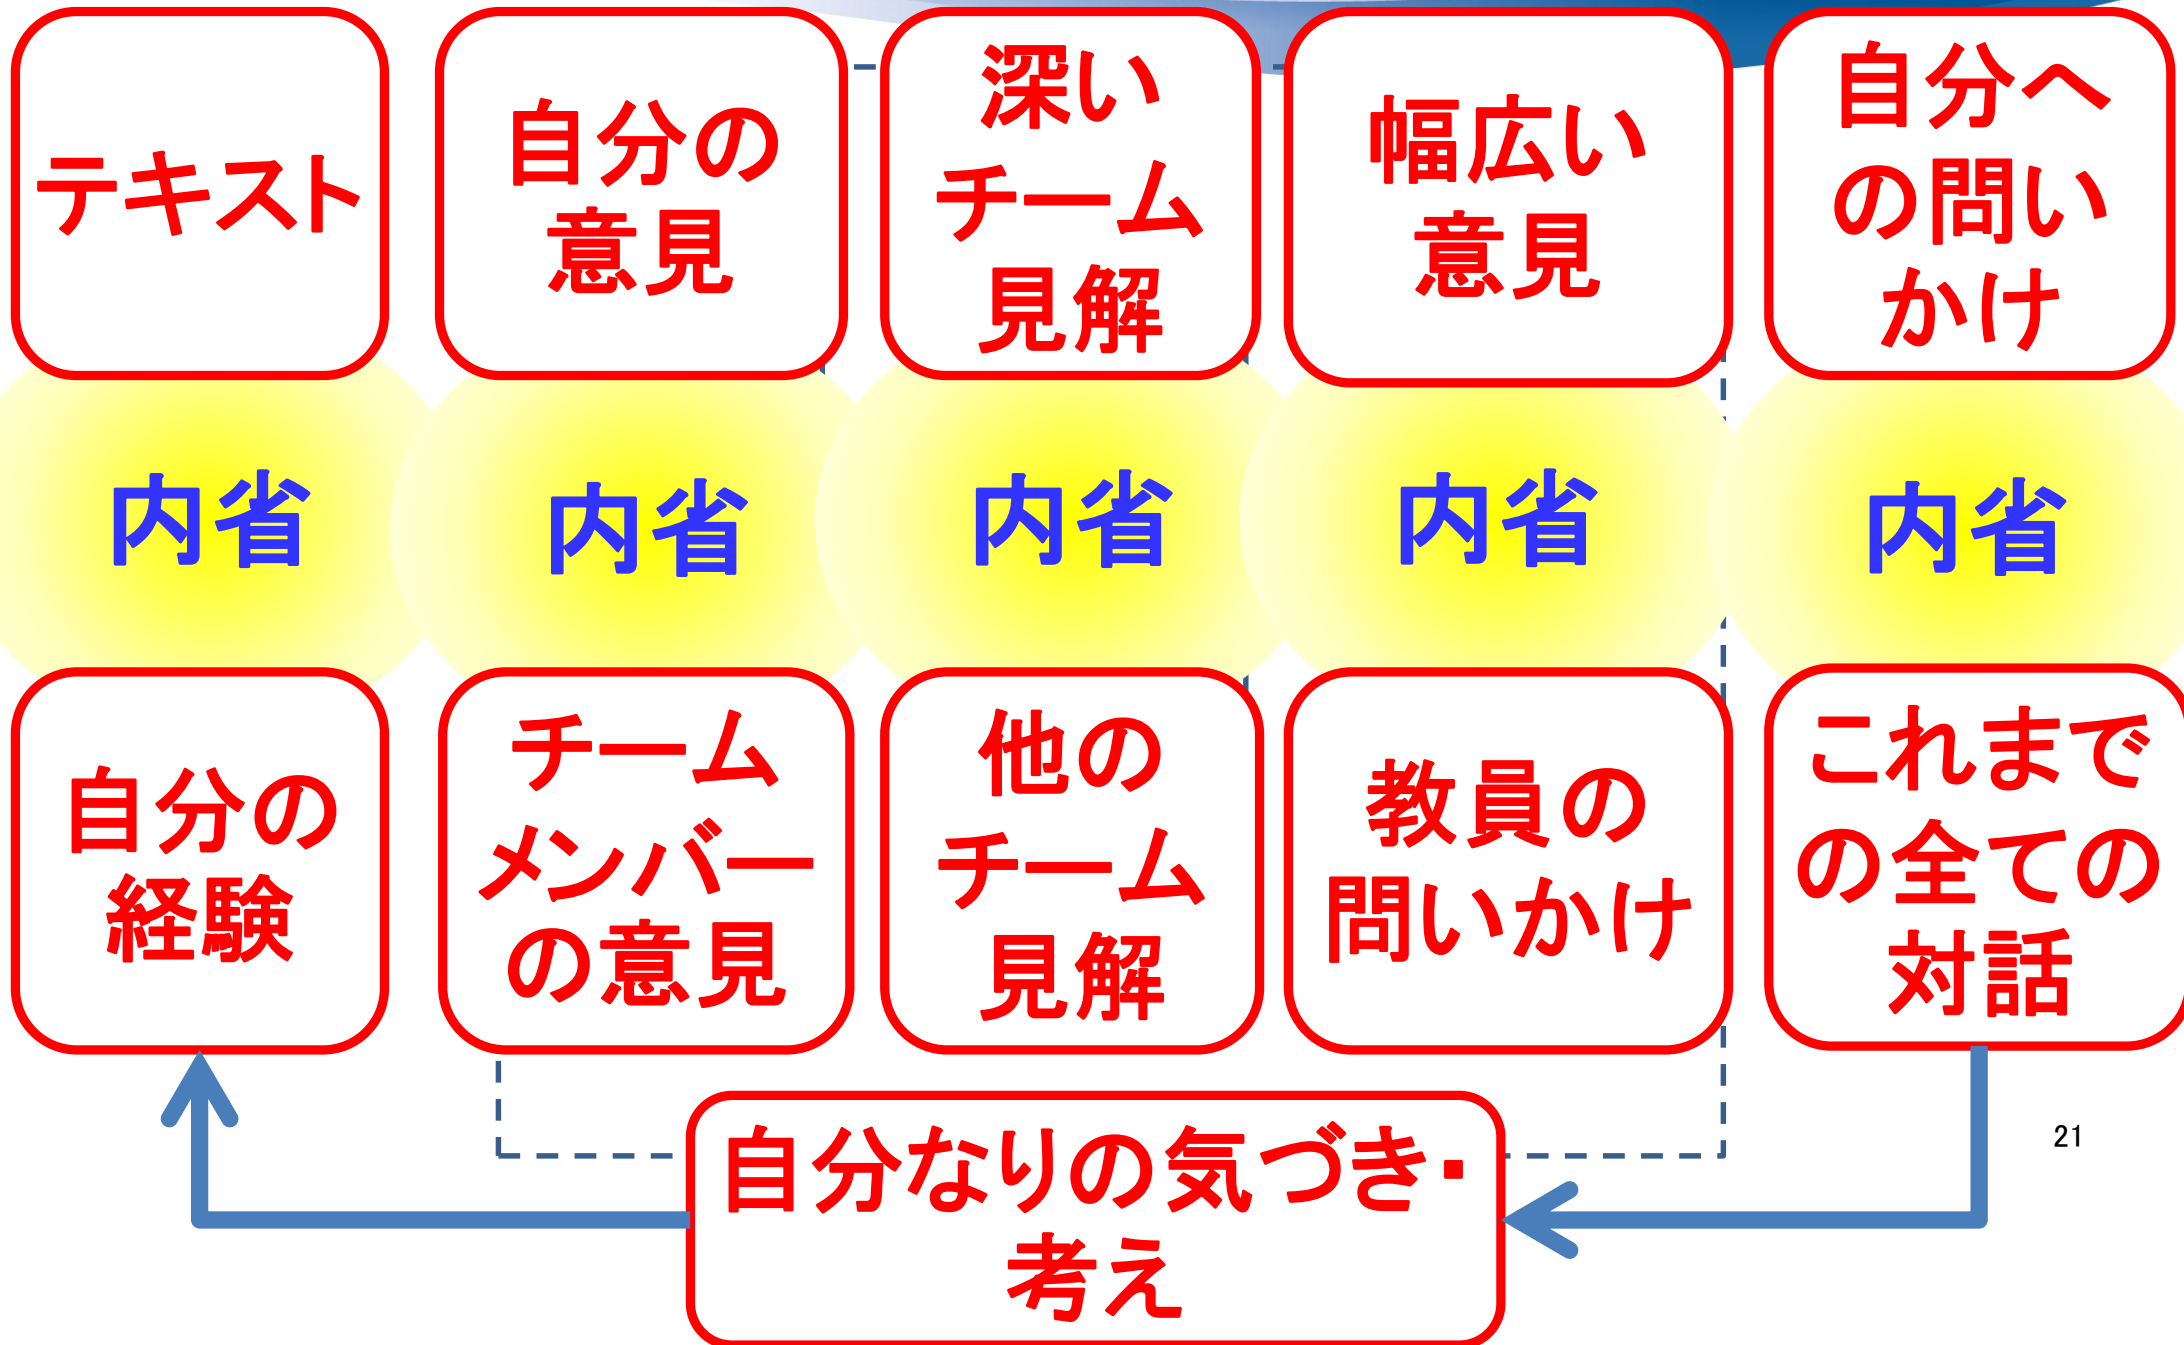 テキスト
自分の
意見
深い
チーム
見解
幅広い
意見
自分へ
の問い
かけ
内省
内省
内省
内省
内省
自分の
経験
チーム
メンバー
の意見
他の
チーム
見解
教員の
問いかけ
これまで
の全ての
対話
自分なりの気づき・
考え
21